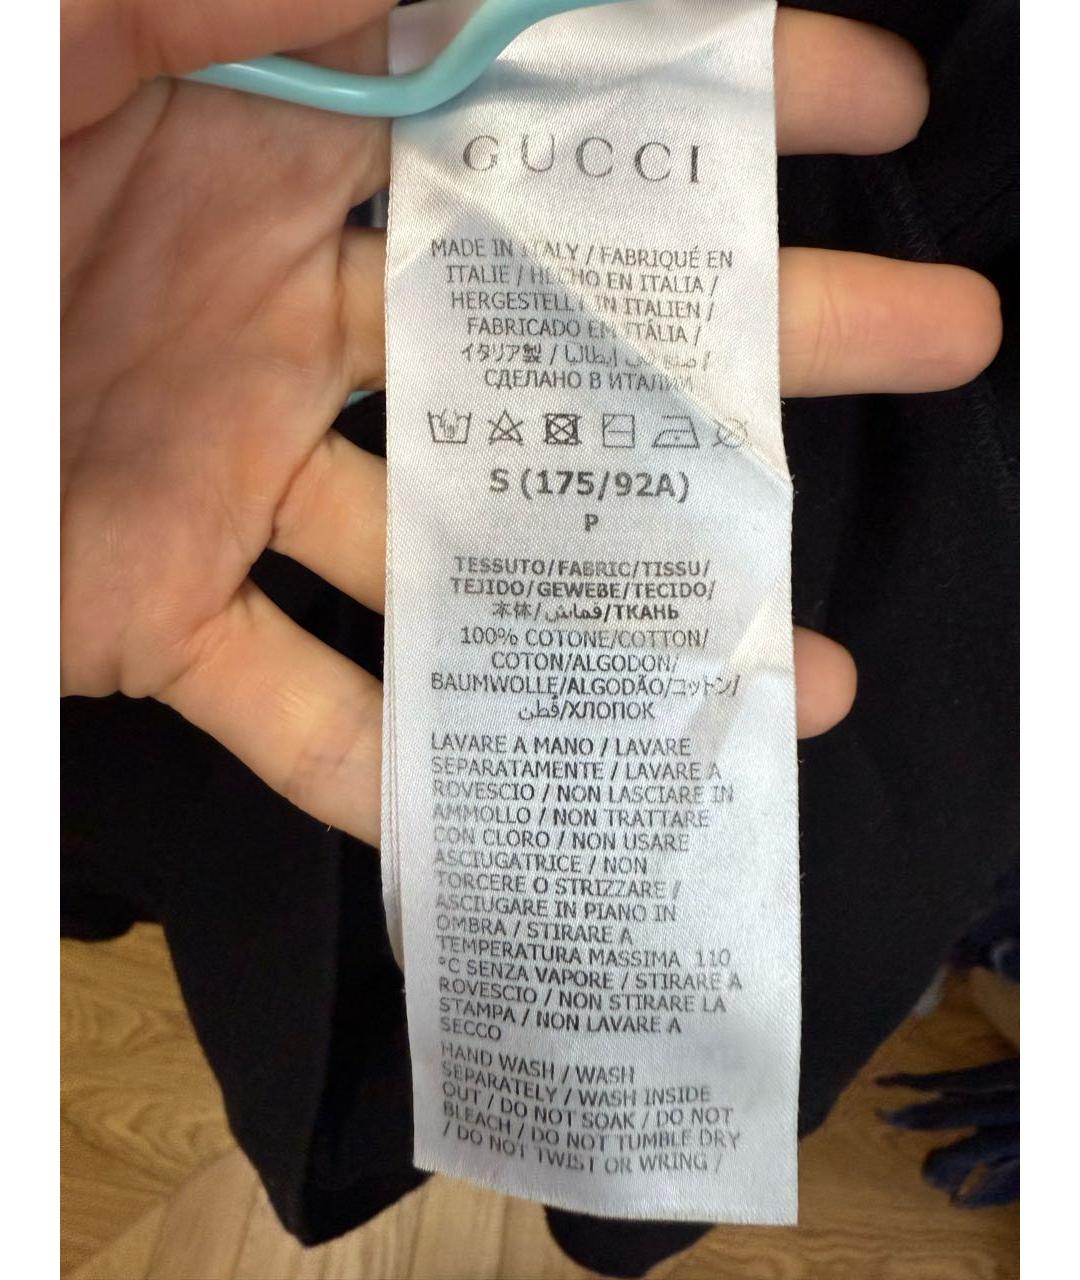 GUCCI
MADE IN ITALY / FABRIQUÉ EN
ITALIE / HECHO EN ITALIA /
HERGESTELLT IN ITALIEN /
FABRICADO EM ITÁLIA /
イタリア製 / صنع في إيطاليا /
СДЕЛАНО В ИТАЛИИ
S (175/92A)
P
TESSUTO/FABRIC/TISSU/
TEJIDO/GEWEBE/TECIDO/
本体/قماش/ТКАНЬ
100% COTONE/COTTON/
COTON/ALGODON/
BAUMWOLLE/ALGODÃO/コットン/
قطن/ХЛОПОК
LAVARE A MANO / LAVARE
SEPARATAMENTE / LAVARE A
ROVESCIO / NON LASCIARE IN
AMMOLLO / NON TRATTARE
CON CLORO / NON USARE
ASCIUGATRICE / NON
TORCERE O STRIZZARE /
ASCIUGARE IN PIANO IN
OMBRA / STIRARE A
TEMPERATURA MASSIMA 110
°C SENZA VAPORE / STIRARE A
ROVESCIO / NON STIRARE LA
STAMPA / NON LAVARE A
SECCO
HAND WASH / WASH
SEPARATELY / WASH INSIDE
OUT / DO NOT SOAK / DO NOT
BLEACH / DO NOT TUMBLE DRY
/ DO NOT TWIST OR WRING /